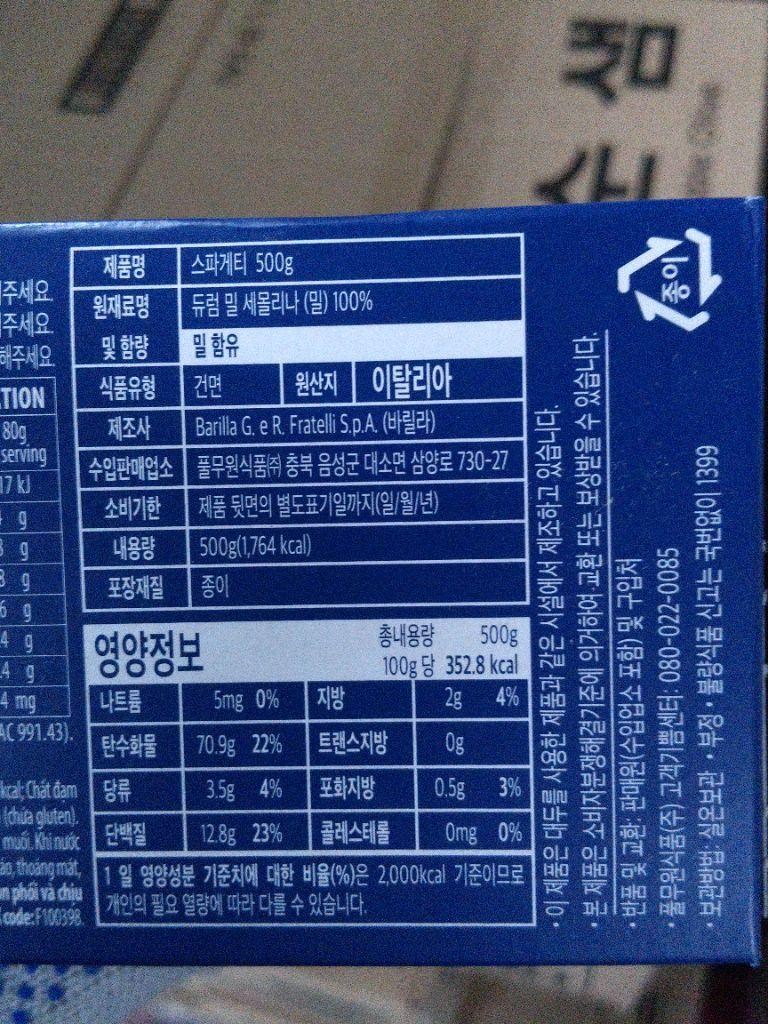 순샘
주세요.
주세요.
해주세요.
TION
80g
serving
17 kJ
g
g
g
g
g
g
mg
AC 991.43).
kcal; Chất đạm
(chứa gluten).
muối. Khi nước
ráo, thoáng mát,
phối và chịu
code: F100398.
제품명 스파게티 500g
원재료명 및 함량 듀럼 밀 세몰리나 (밀) 100%
밀 함유
식품유형 건면 원산지 이탈리아
제조사 Barilla G. e R. Fratelli S.p.A. (바릴라)
수입판매업소 풀무원식품㈜ 충북 음성군 대소면 삼양로 730-27
소비기한 제품 뒷면의 별도표기일까지(일/월/년)
내용량 500g(1,764 kcal)
포장재질 종이
영양정보 총내용량 500g
100g 당 352.8 kcal
나트륨 5mg 0% 지방 2g 4%
탄수화물 70.9g 22% 트랜스지방 0g
당류 3.5g 4% 포화지방 0.5g 3%
단백질 12.8g 23% 콜레스테롤 0mg 0%
1 일 영양성분 기준치에 대한 비율(%)은 2,000kcal 기준이므로
개인의 필요 열량에 따라 다를 수 있습니다.
• 이 제품은 대두를 사용한 제품과 같은 시설에서 제조하고 있습니다.
• 본 제품은 소비자분쟁해결기준에 의거하여 교환 또는 보상받을 수 있습니다.
• 반품 및 교환: 판매원(수입업소 포함) 및 구입처
• 풀무원식품(주) 고객기쁨센터: 080-022-0085
• 보관방법: 실온보관 • 부정 • 불량식품 신고는 국번없이 1399
종이